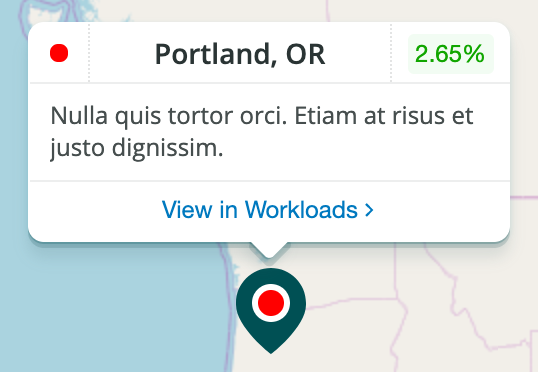 Portland, OR
2.65%
Nulla quis tortor orci. Etiam at risus et
justo dignissim.
View in Workloads >